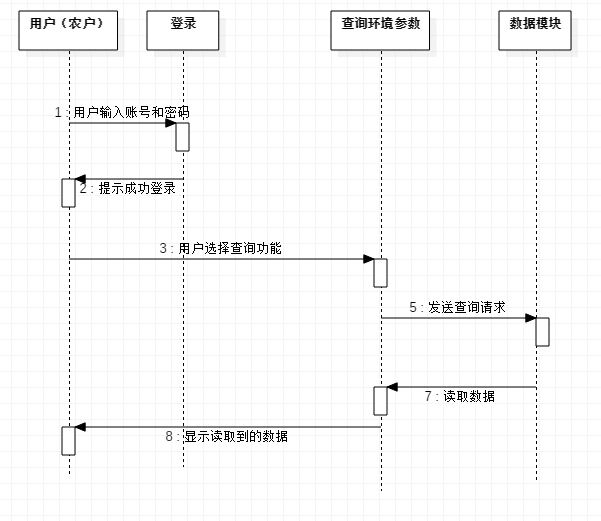 用户（农户）
登录
查询环境参数
数据模块
1 : 用户输入账号和密码
2 : 提示成功登录
3 : 用户选择查询功能
5 : 发送查询请求
7 : 读取数据
8 : 显示读取到的数据